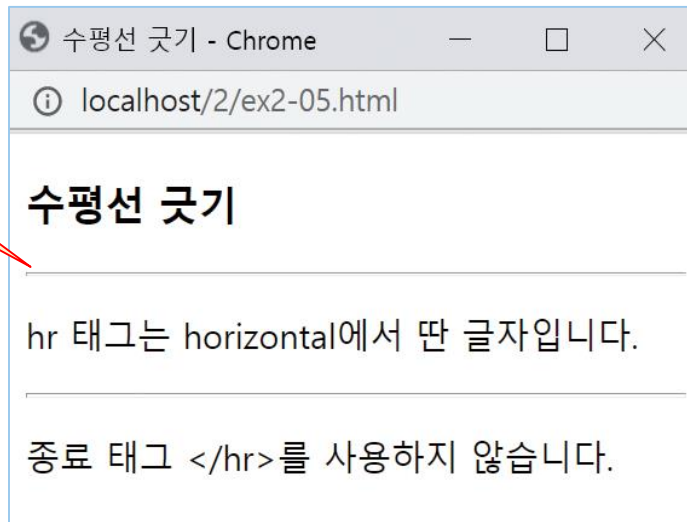 수평선 긋기 - Chrome
localhost/2/ex2-05.html
수평선 긋기
hr 태그는 horizontal에서 딴 글자입니다.
종료 태그 </hr>를 사용하지 않습니다.